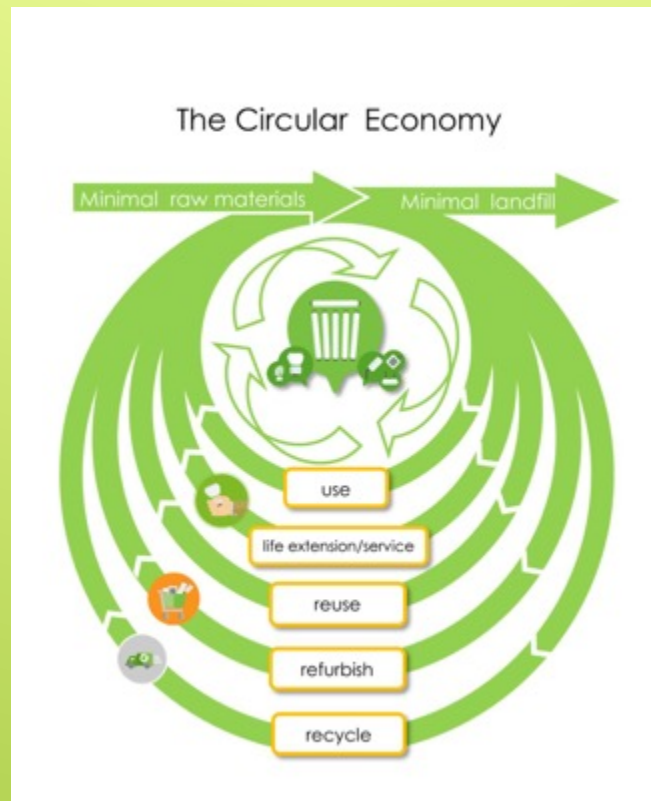 The Circular Economy
Minimal raw materials
Minimal landfill
use
life extension/service
reuse
refurbish
recycle